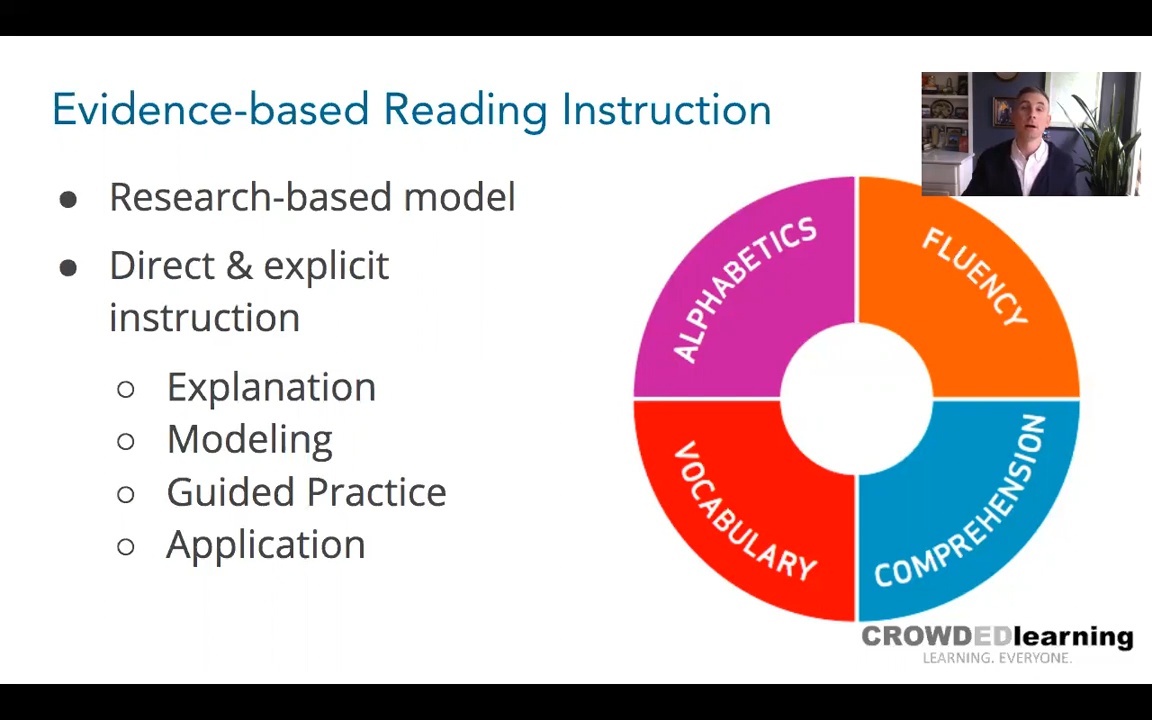 Evidence-based Reading Instruction
● Research-based model
● Direct & explicit
instruction
○ Explanation
○ Modeling
○ Guided Practice
○ Application
ALPHABETICS
FLUENCY
VOCABULARY
COMPREHENSION
CROWDEDlearning
LEARNING. EVERYONE.